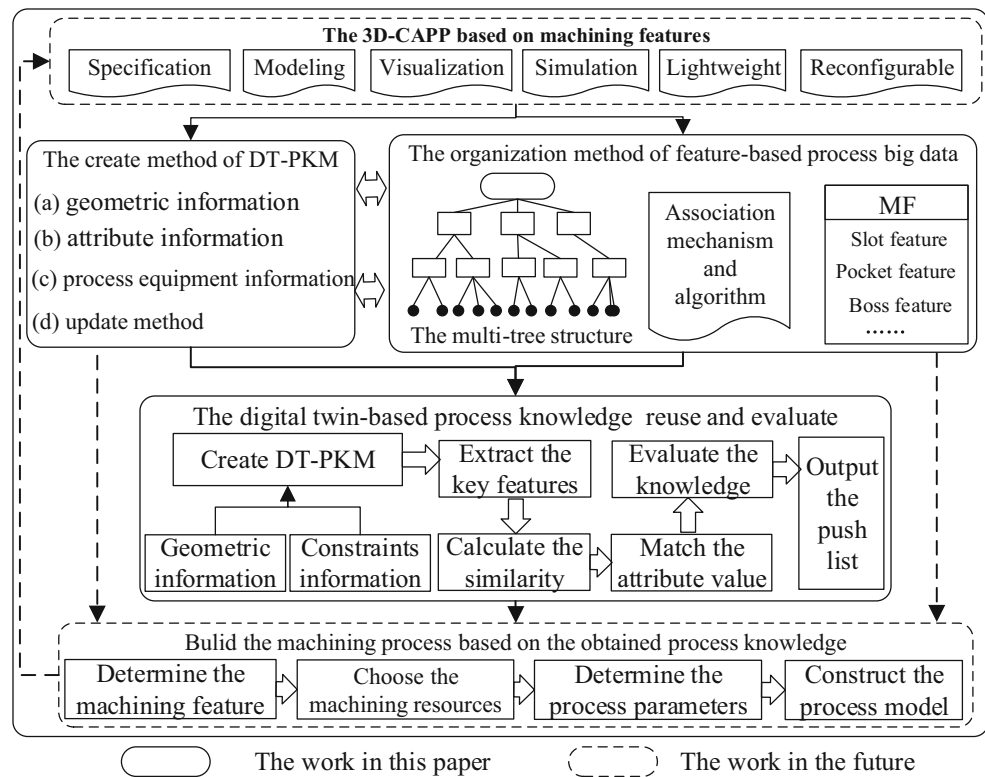 The 3D-CAPP based on machining features
Specification
Modeling
Visualization
Simulation
Lightweight
Reconfigurable
The create method of DT-PKM
(a) geometric information
(b) attribute information
(c) process equipment information
(d) update method
The organization method of feature-based process big data
The multi-tree structure
Association
mechanism
and
algorithm
MF
Slot feature
Pocket feature
Boss feature
······
The digital twin-based process knowledge reuse and evaluate
Create DT-PKM
Geometric
information
Constraints
information
Extract the
key features
Calculate the
similarity
Match the
attribute value
Evaluate the
knowledge
Output
the
push
list
Bulid the machining process based on the obtained process knowledge
Determine the
machining feature
Choose the
machining resources
Determine the
process parameters
Construct the
process model
The work in this paper
The work in the future